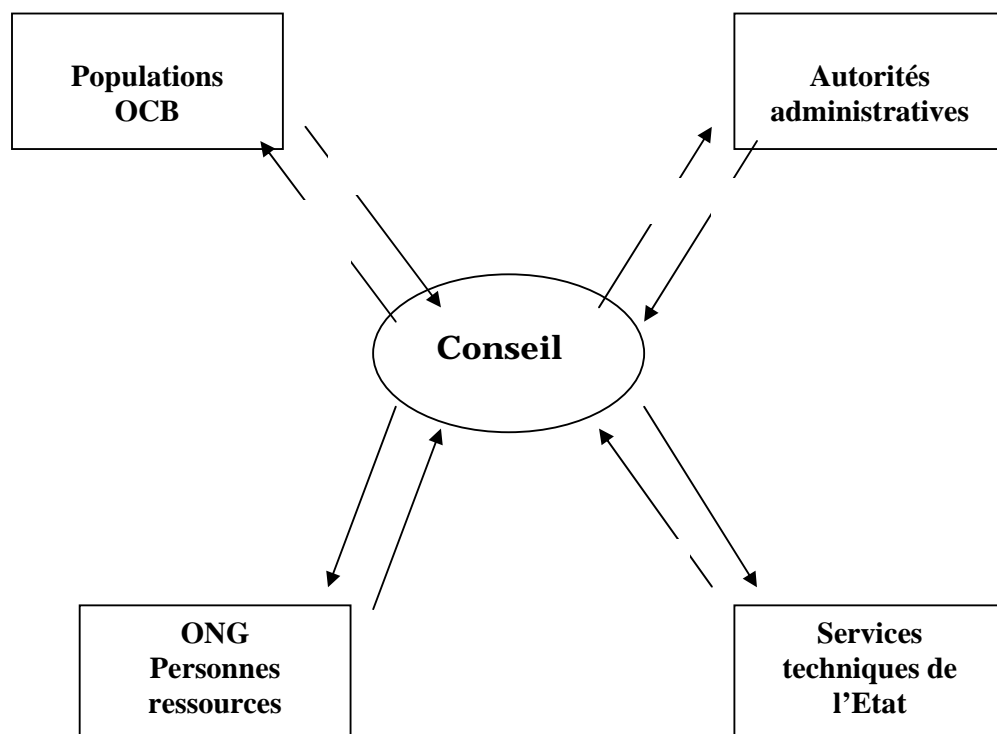 Populations
OCB
Autorités
administratives
Conseil
ONG
Personnes
ressources
Services
techniques de
l’Etat